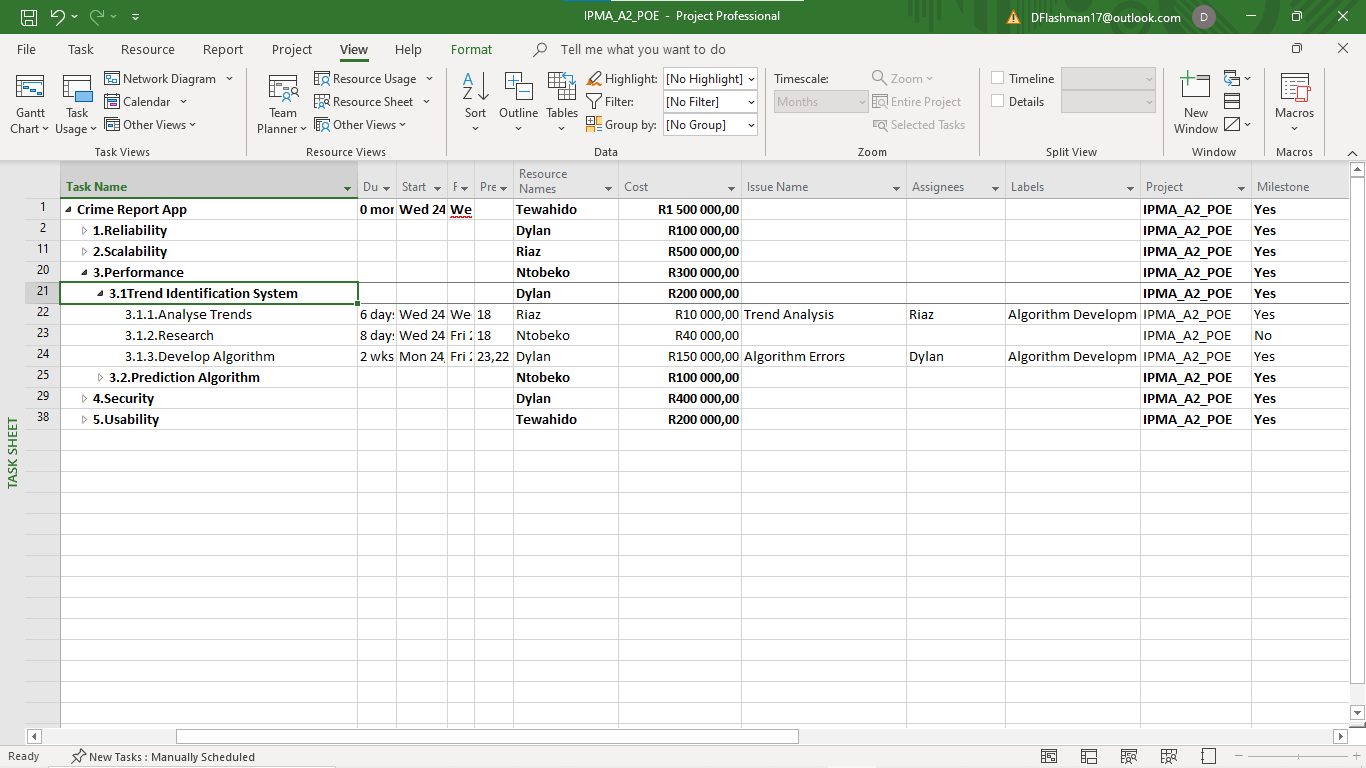 IPMA_A2_POE - Project Professional
DFlashman17@outlook.com D
File Task Resource Report Project View Help Format Tell me what you want to do
Gantt Chart
Task Usage
Network Diagram
Calendar
Other Views
Task Views
Team Planner
Resource Usage
Resource Sheet
Other Views
Resource Views
Sort
Outline
Tables
Highlight: [No Highlight]
Filter: [No Filter]
Group by: [No Group]
Data
Timescale:
Months
Zoom
Entire Project
Selected Tasks
Zoom
Timeline
Details
Split View
New Window
Window
Macros
Macros
Task Name Du Start F Pre Resource Names Cost Issue Name Assignees Labels Project Milestone
1 Crime Report App 0 mor Wed 24 We Tewahido R1 500 000,00 IPMA_A2_POE Yes
2 1.Reliability Dylan R100 000,00 IPMA_A2_POE Yes
11 2.Scalability Riaz R500 000,00 IPMA_A2_POE Yes
20 3.Performance Ntobeko R300 000,00 IPMA_A2_POE Yes
21 3.1Trend Identification System Dylan R200 000,00 IPMA_A2_POE Yes
22 3.1.1.Analyse Trends 6 days Wed 24 We 18 Riaz R10 000,00 Trend Analysis Riaz Algorithm Developm IPMA_A2_POE Yes
23 3.1.2.Research 8 days Wed 24 Fri 2 18 Ntobeko R40 000,00 IPMA_A2_POE No
24 3.1.3.Develop Algorithm 2 wks Mon 24, Fri 2 23,22 Dylan R150 000,00 Algorithm Errors Dylan Algorithm Developm IPMA_A2_POE Yes
25 3.2.Prediction Algorithm Ntobeko R100 000,00 IPMA_A2_POE Yes
29 4.Security Dylan R400 000,00 IPMA_A2_POE Yes
38 5.Usability Tewahido R200 000,00 IPMA_A2_POE Yes
TASK SHEET
Ready New Tasks : Manually Scheduled